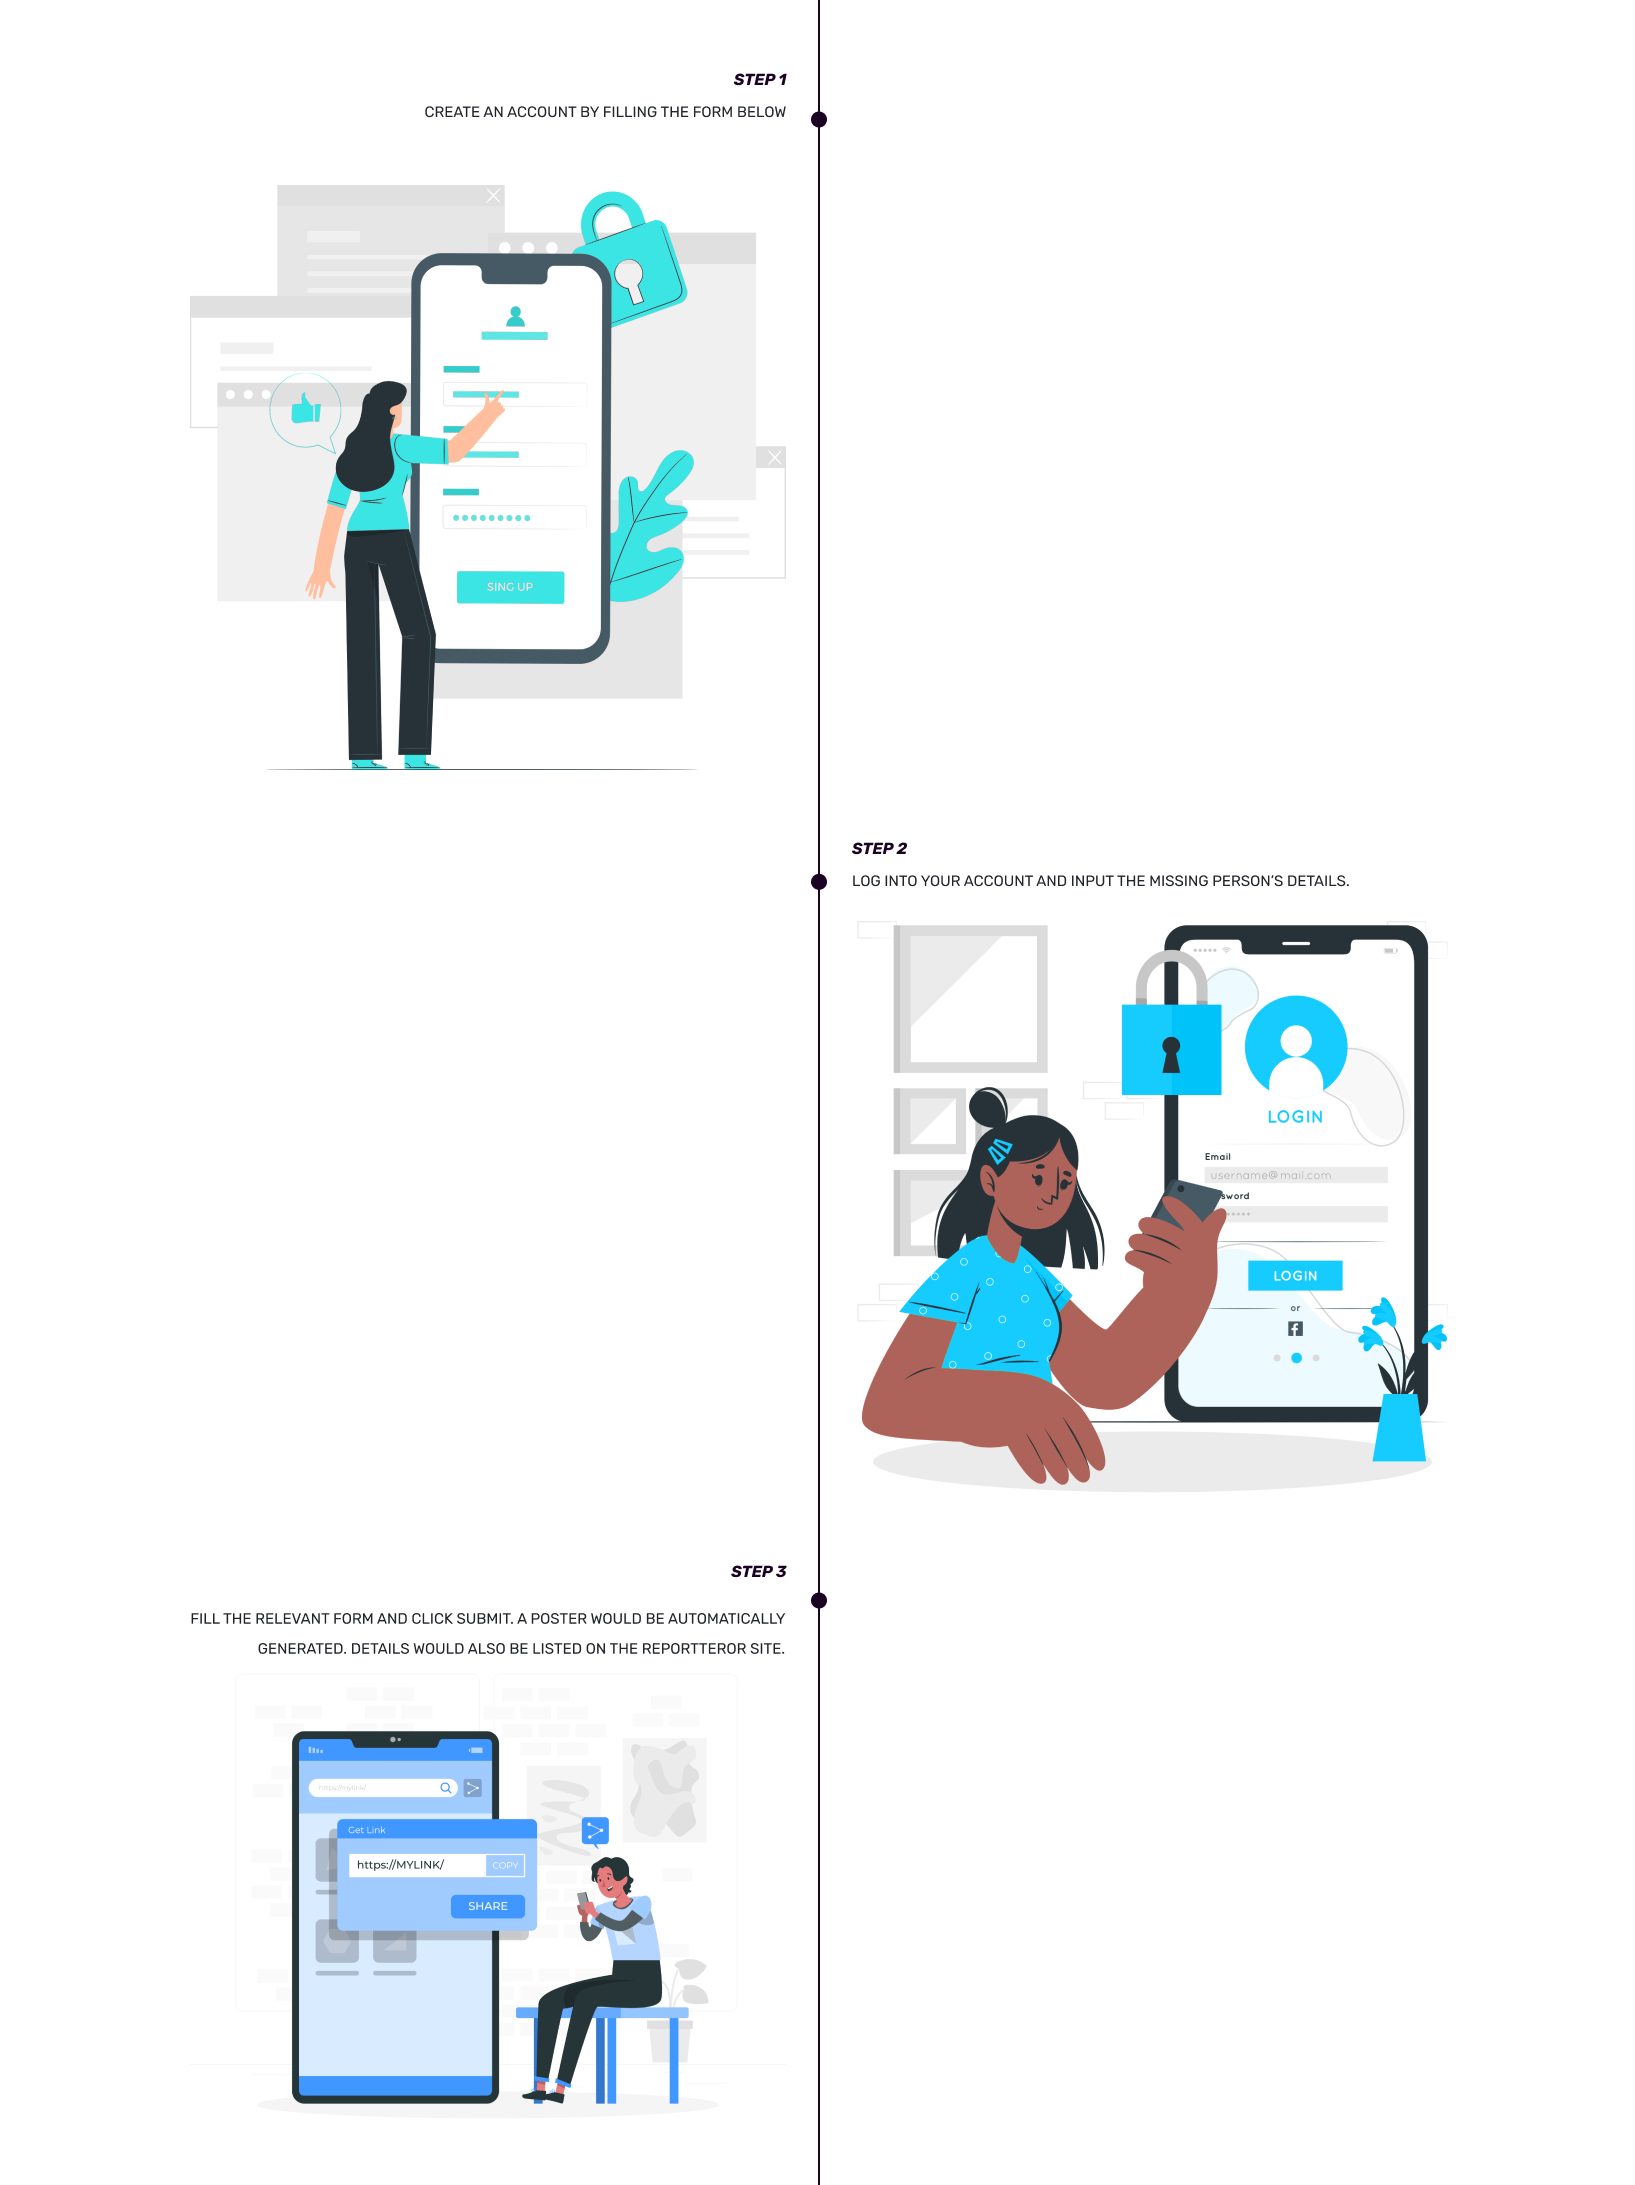 STEP 1
CREATE AN ACCOUNT BY FILLING THE FORM BELOW
SING UP
STEP 2
LOG INTO YOUR ACCOUNT AND INPUT THE MISSING PERSON'S DETAILS.
LOGIN
Email
username@mail.com
sword
LOGIN
or
STEP 3
FILL THE RELEVANT FORM AND CLICK SUBMIT. A POSTER WOULD BE AUTOMATICALLY
GENERATED. DETAILS WOULD ALSO BE LISTED ON THE REPORTTEROR SITE.
https://mylink/
Get Link
https://MYLINK/ COPY
SHARE